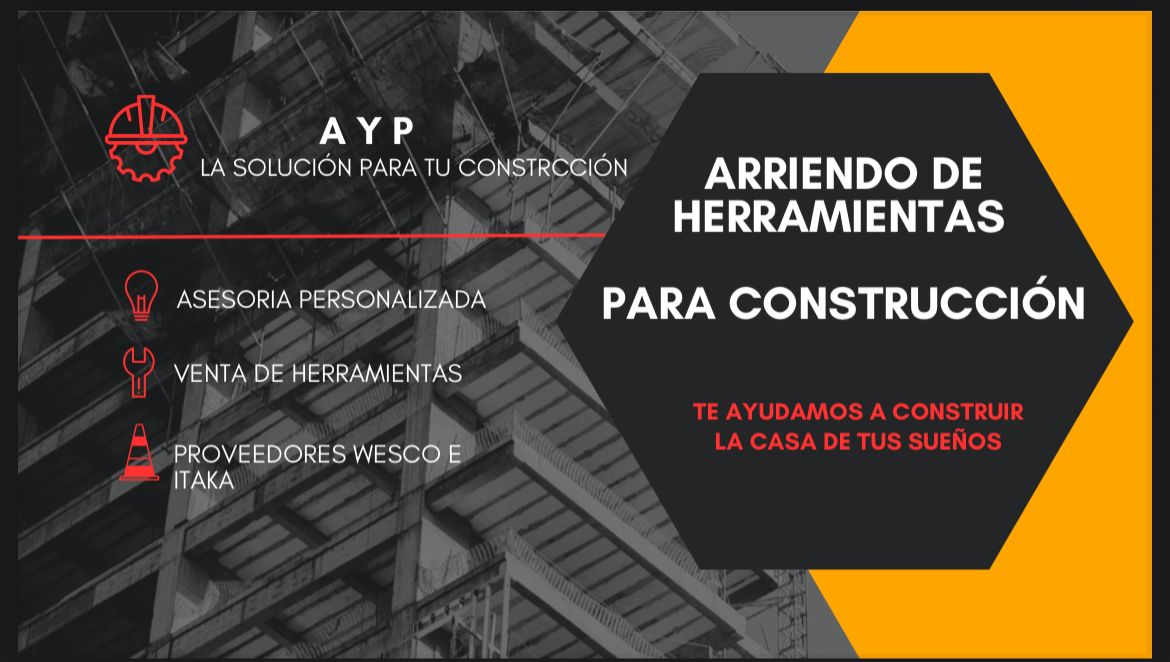 AYP
LA SOLUCIÓN PARA TU CONSTRCCIÓN
ASESORIA PERSONALIZADA
VENTA DE HERRAMIENTAS
PROVEEDORES WESCO E
ITAKA
ARRIENDO DE
HERRAMIENTAS
PARA CONSTRUCCIÓN
TE AYUDAMOS A CONSTRUIR
LA CASA DE TUS SUEÑOS